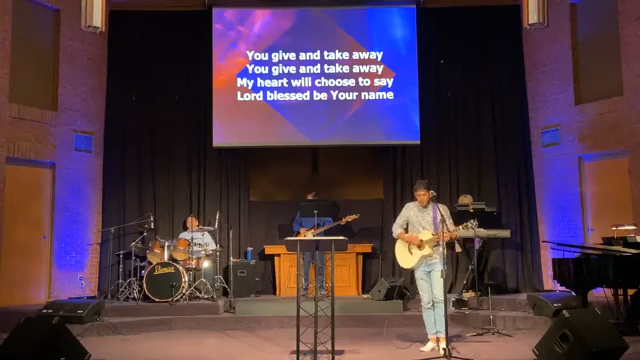 You give and take away
You give and take away
My heart will choose to say
Lord blessed be Your name